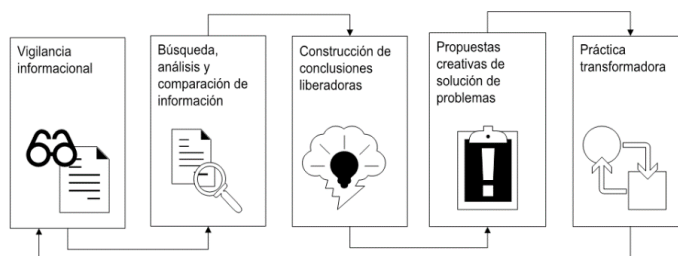 Vigilancia
informacional
Búsqueda,
análisis y
comparación de
información
Construcción de
conclusiones
liberadoras
Propuestas
creativas de
solución de
problemas
Práctica
transformadora